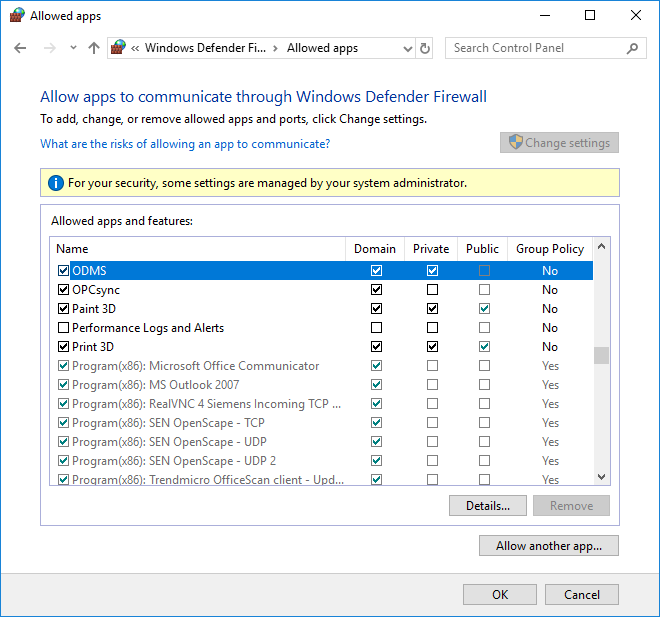 Allowed apps
« Windows Defender Fi... › Allowed apps
Search Control Panel
Allow apps to communicate through Windows Defender Firewall
To add, change, or remove allowed apps and ports, click Change settings.
What are the risks of allowing an app to communicate?
Change settings
For your security, some settings are managed by your system administrator.
Allowed apps and features:
Name Domain Private Public Group Policy
ODMS No
OPCsync No
Paint 3D No
Performance Logs and Alerts No
Print 3D No
Program(x86): Microsoft Office Communicator Yes
Program(x86): MS Outlook 2007 Yes
Program(x86): RealVNC 4 Siemens Incoming TCP ... Yes
Program(x86): SEN OpenScape - TCP Yes
Program(x86): SEN OpenScape - UDP Yes
Program(x86): SEN OpenScape - UDP 2 Yes
Program(x86): Trendmicro OfficeScan client - Upd... Yes
Details... Remove
Allow another app...
OK Cancel